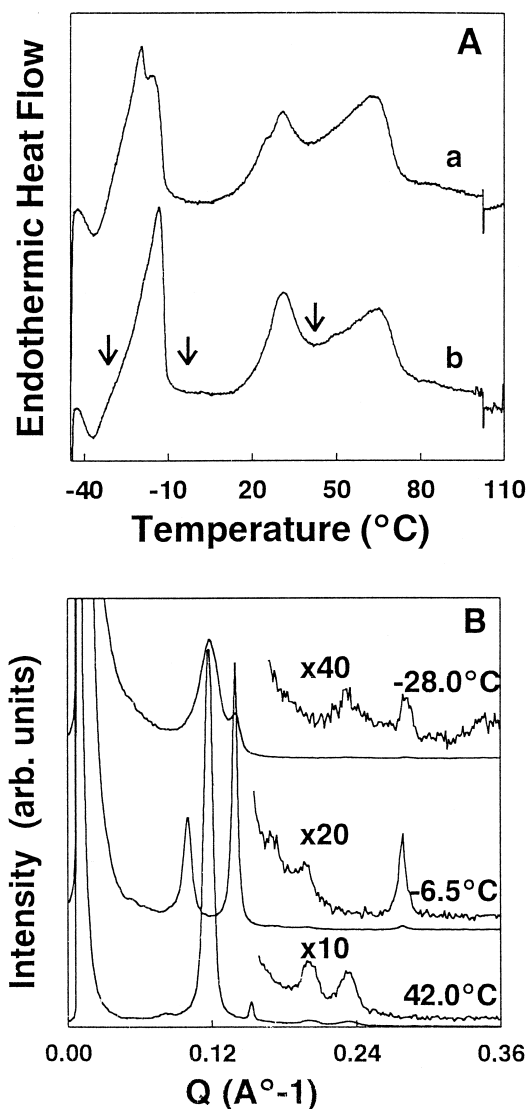 A
Endothermic Heat Flow
a
b
-40 -10 20 50 80 110
Temperature (°C)
B
Intensity (arb. units)
x40
-28.0°C
x20
-6.5°C
x10
42.0°C
0.00 0.12 0.24 0.36
Q (A°-1)